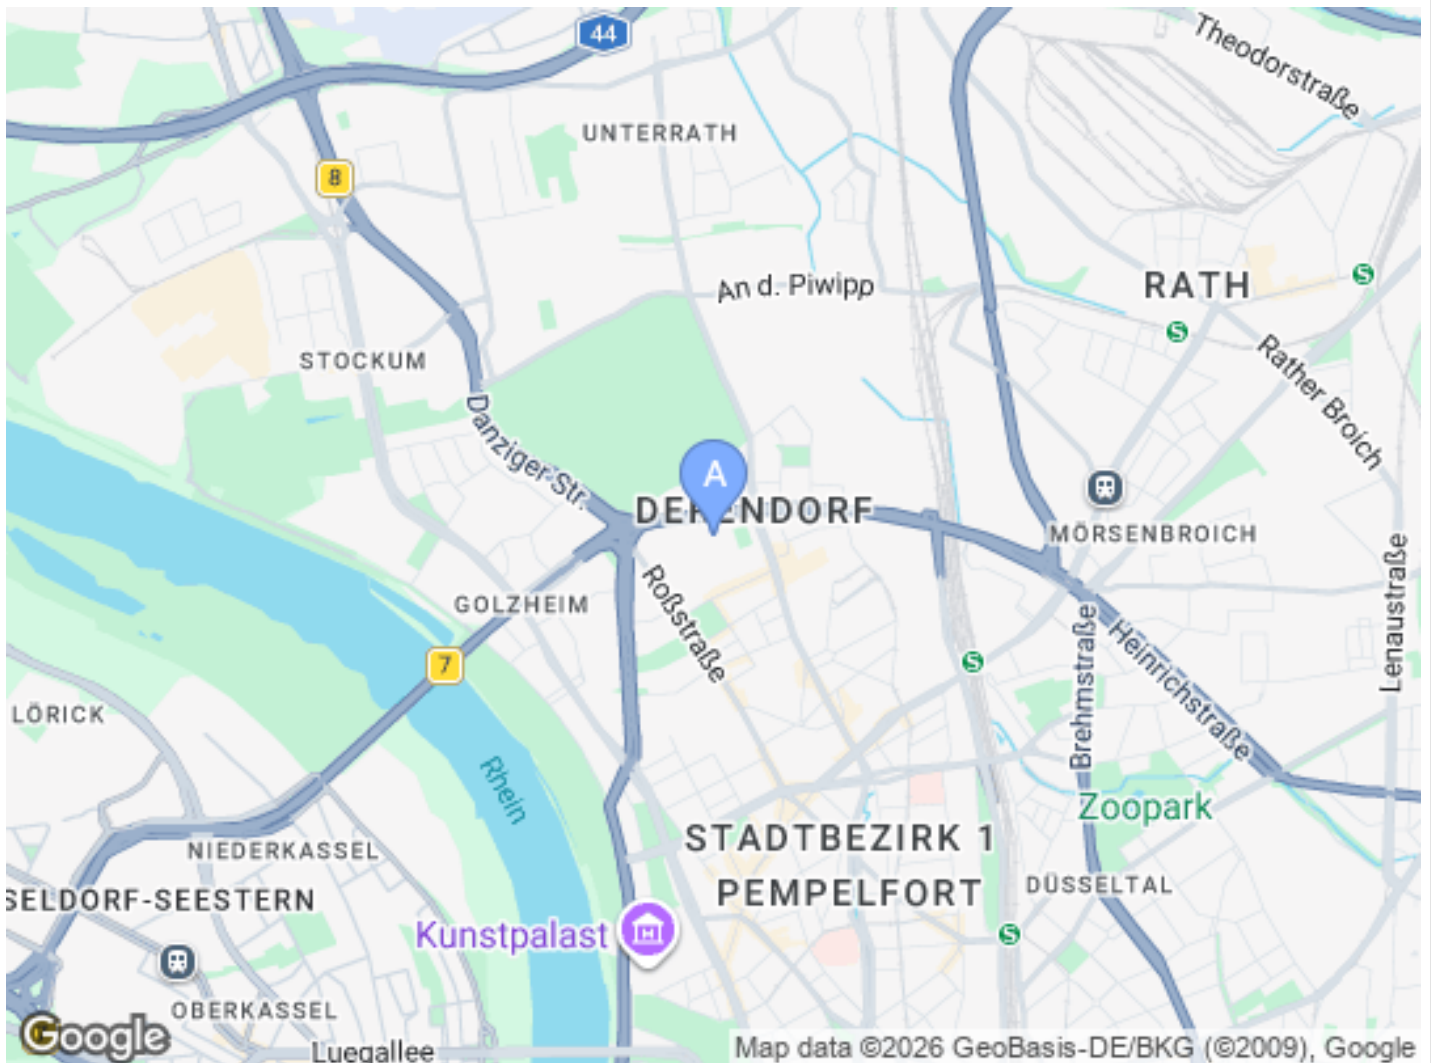 44
Theodorstraße
UNTERRATH
8
An d. Piwipp
RATH
S
S
STOCKUM
Rather Broich
Danziger Str.
A
DERENDORF
MÖRSENBROICH
Roßstraße
GOLZHEIM
Lenaustraße
Brehmstraße
Heinrichstraße
S
7
LÖRICK
Rhein
Zoopark
STADTBEZIRK 1
PEMPELFORT
NIEDERKASSEL
DÜSSELTAL
SELDORF-SEESTERN
Kunstpalast
S
OBERKASSEL
Google
Luegallee
Map data ©2026 GeoBasis-DE/BKG (©2009), Google